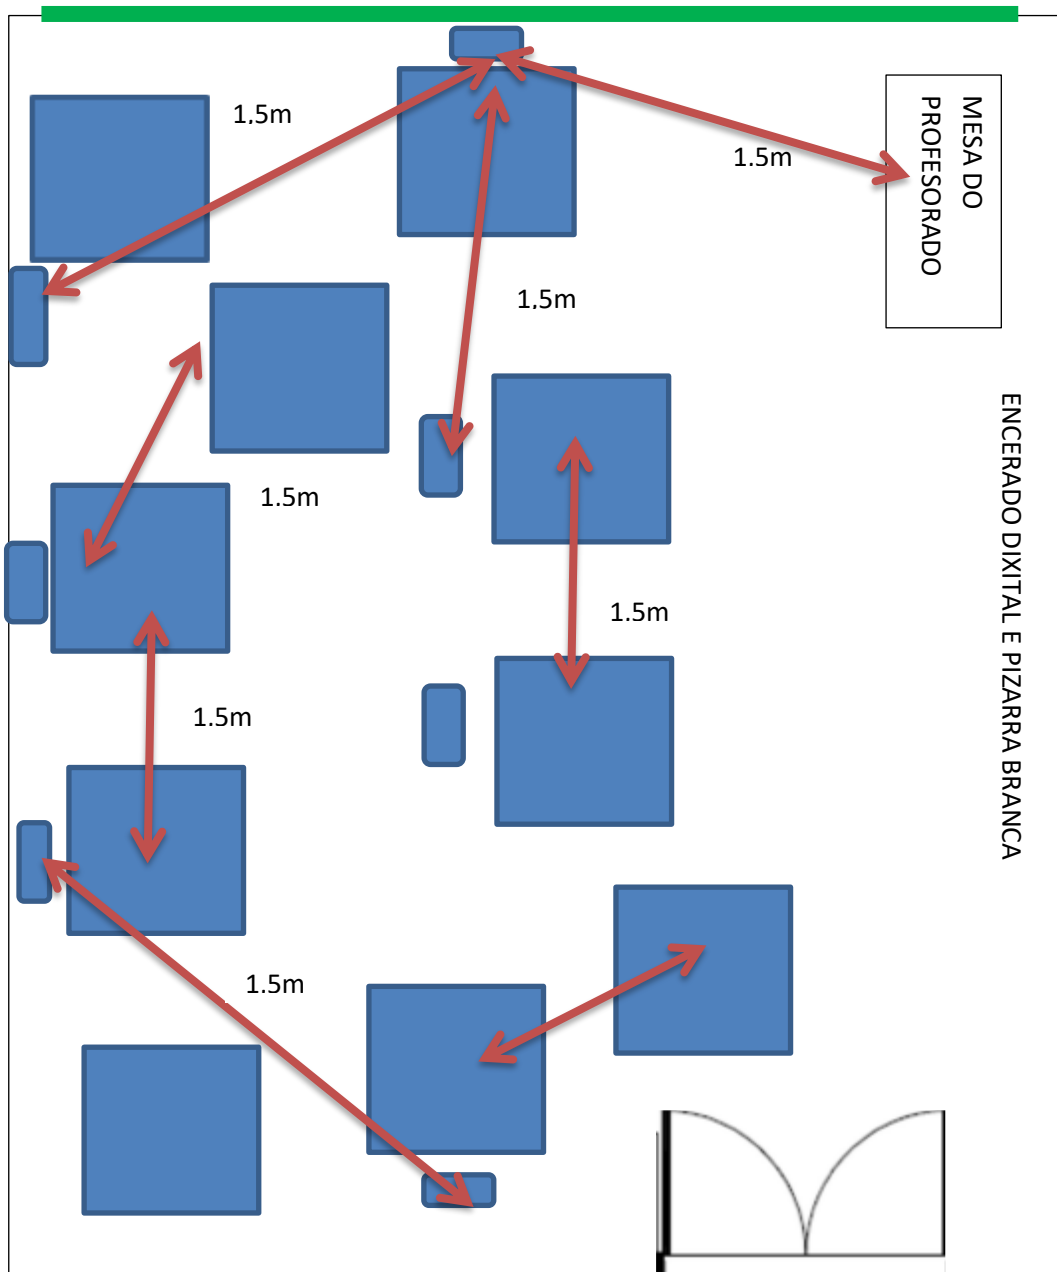 1,5m
1.5m
MESA DO
PROFESORADO
1,5m
ENCERADO DIXITAL E PIZARRA BRANCA
1.5m
1.5m
1.5m
1.5m